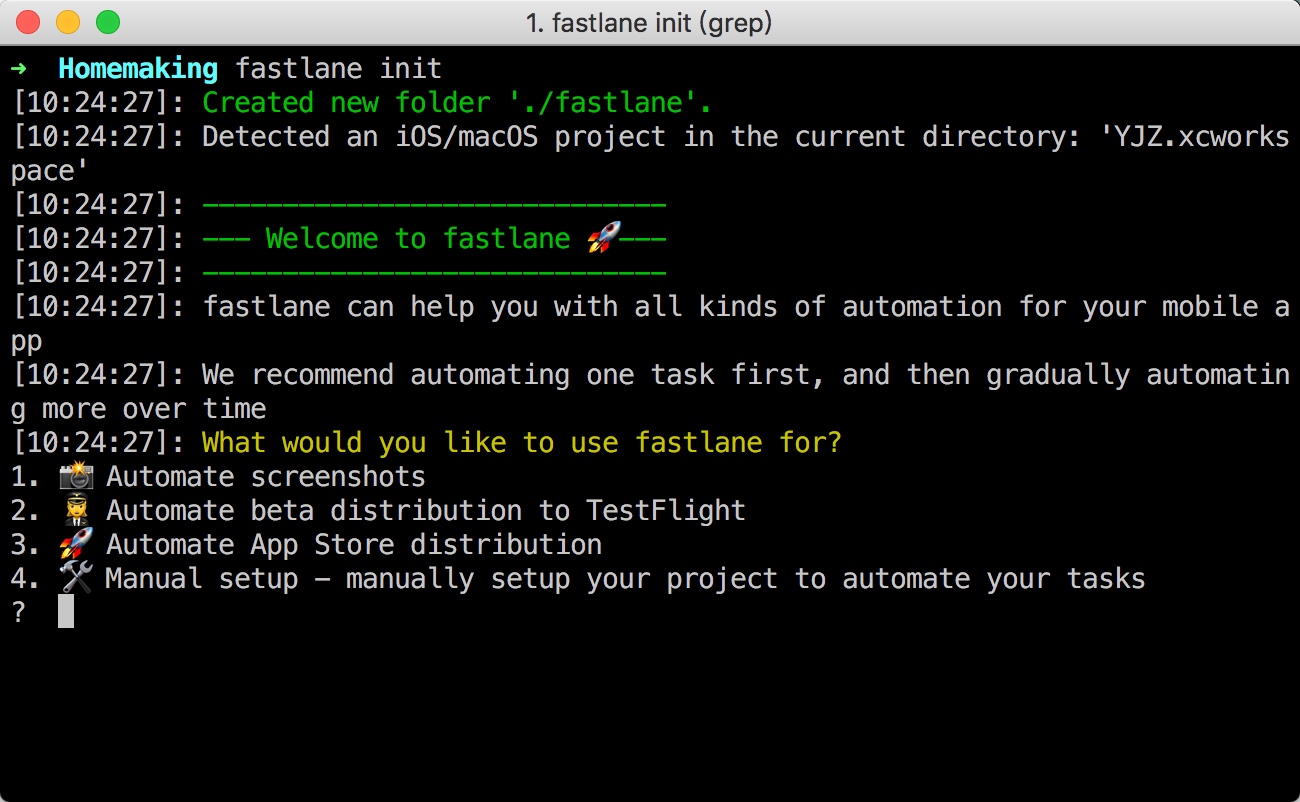 1. fastlane init (grep)
➜ Homemaking fastlane init
[10:24:27]: Created new folder './fastlane'.
[10:24:27]: Detected an iOS/macOS project in the current directory: 'YJZ.xcworks
pace'
[10:24:27]: -----------------------------
[10:24:27]: --- Welcome to fastlane 🚀 ---
[10:24:27]: -----------------------------
[10:24:27]: fastlane can help you with all kinds of automation for your mobile a
pp
[10:24:27]: We recommend automating one task first, and then gradually automatin
g more over time
[10:24:27]: What would you like to use fastlane for?
1. 📸 Automate screenshots
2. 👩‍✈️ Automate beta distribution to TestFlight
3. 🚀 Automate App Store distribution
4. 🛠 Manual setup - manually setup your project to automate your tasks
?